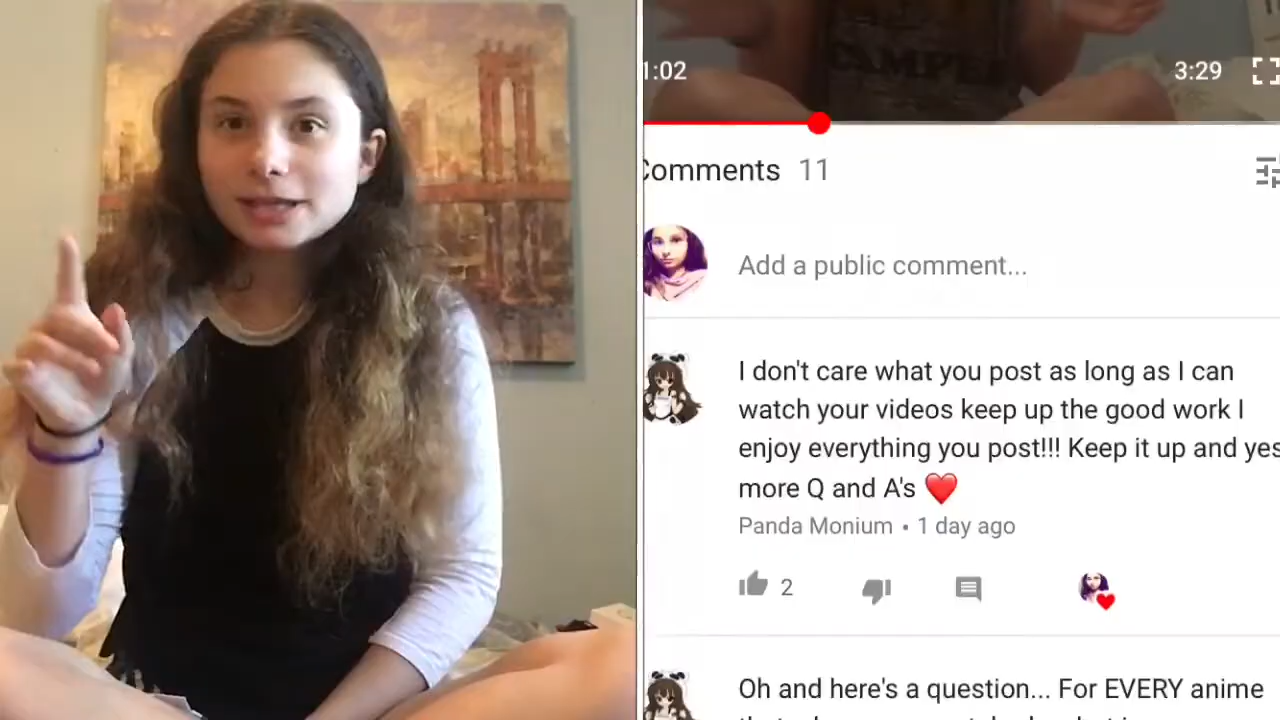 CAMPER
1:02
3:29
Comments 11
Add a public comment...
I don't care what you post as long as I can
watch your videos keep up the good work I
enjoy everything you post!!! Keep it up and yes
more Q and A's ❤️
Panda Monium • 1 day ago
2
Oh and here's a question... For EVERY anime